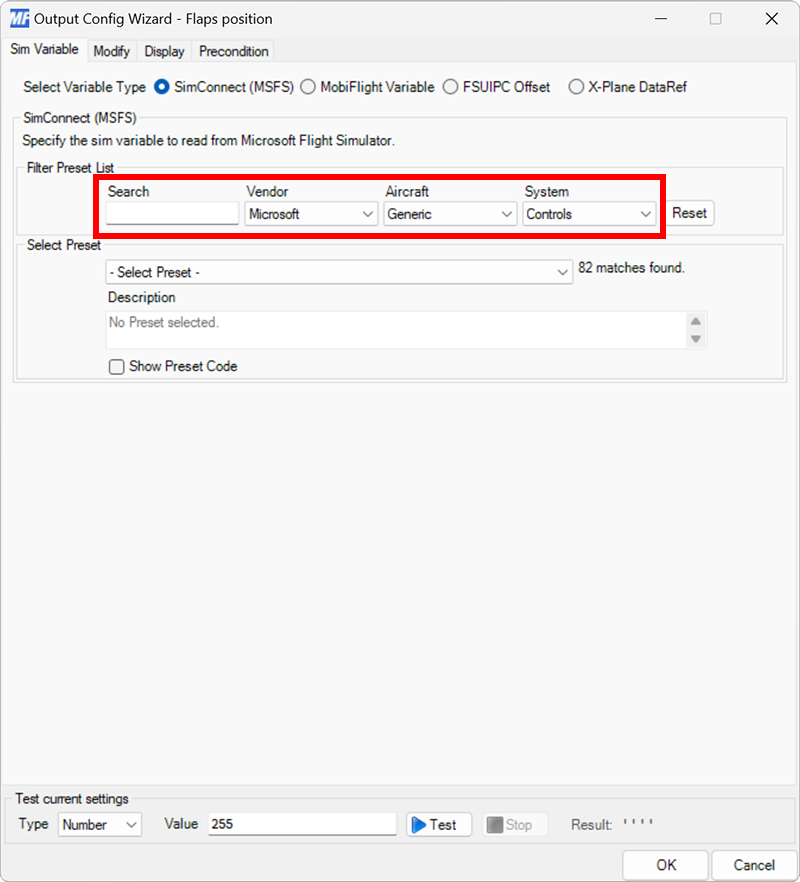 MF Output Config Wizard - Flaps position
Sim Variable Modify Display Precondition
Select Variable Type SimConnect (MSFS) MobiFlight Variable FSUIPC Offset X-Plane DataRef
SimConnect (MSFS)
Specify the sim variable to read from Microsoft Flight Simulator.
Filter Preset List
Search Vendor Aircraft System
Microsoft Generic Controls Reset
Select Preset
- Select Preset - 82 matches found.
Description
No Preset selected.
Show Preset Code
Test current settings
Type Number Value 255 Test Stop Result: ' ' ' '
OK Cancel